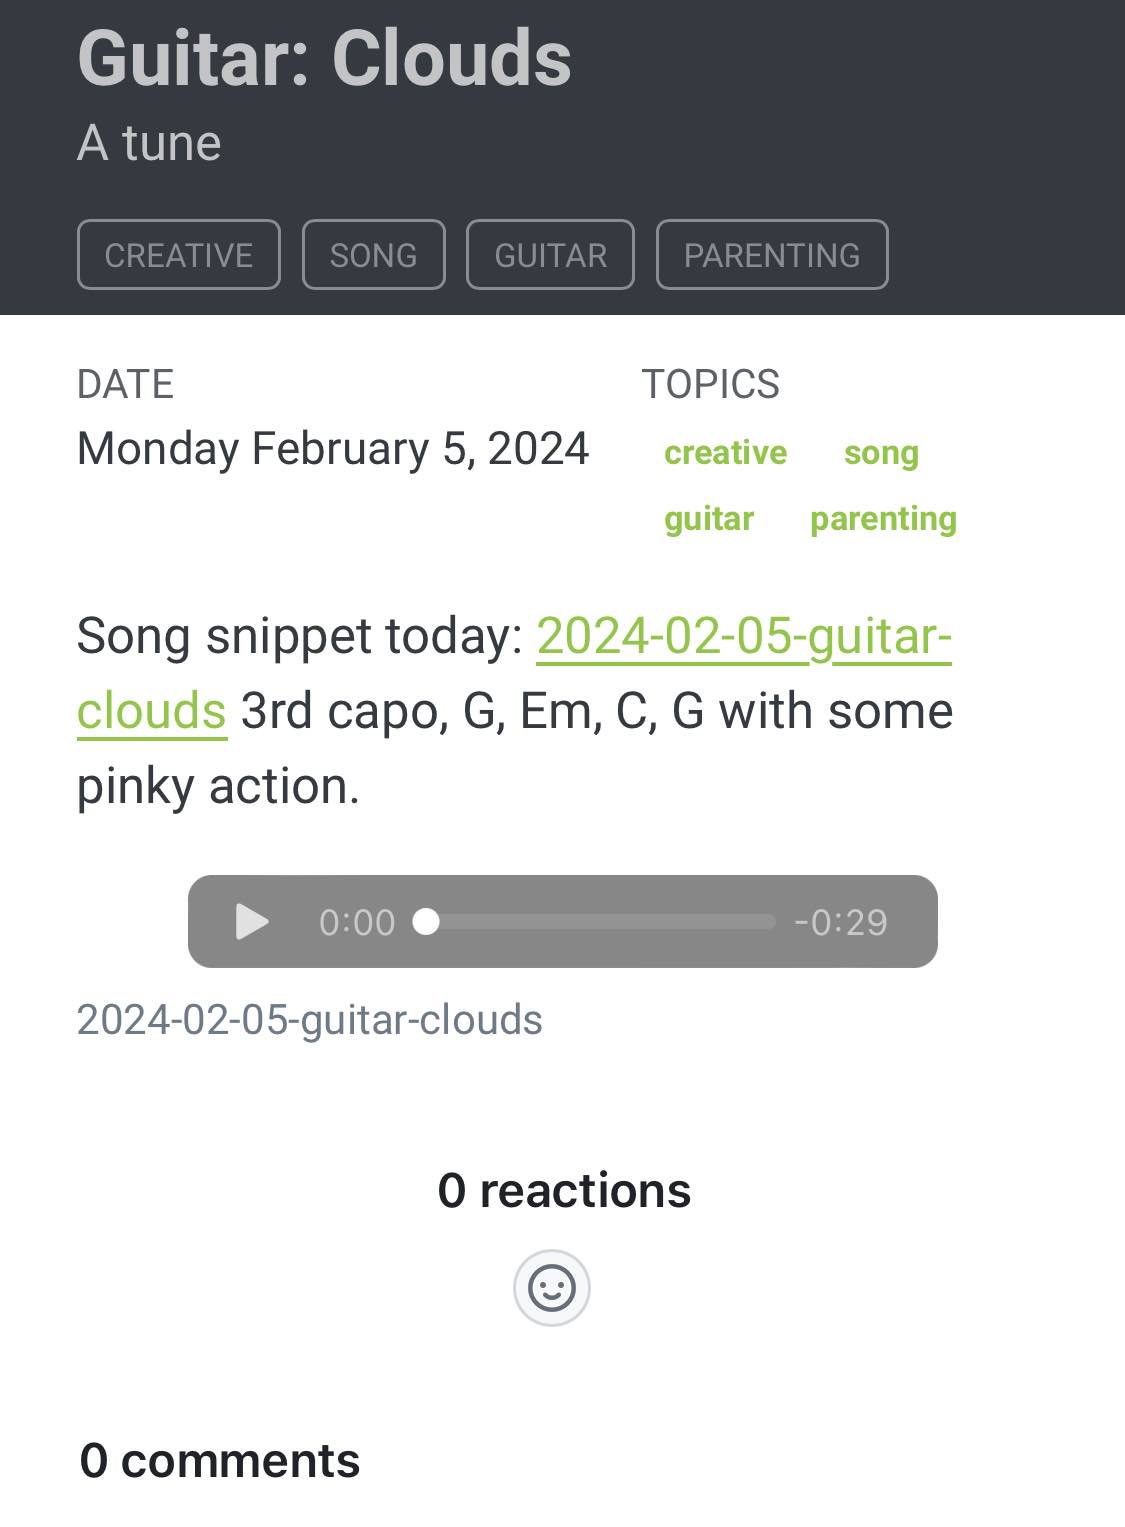 Guitar: Clouds
A tune
CREATIVE SONG GUITAR PARENTING
DATE
Monday February 5, 2024
TOPICS
creative song
guitar parenting
Song snippet today: 2024-02-05-guitar-
clouds 3rd capo, G, Em, C, G with some
pinky action.
0:00 -0:29
2024-02-05-guitar-clouds
0 reactions
0 comments